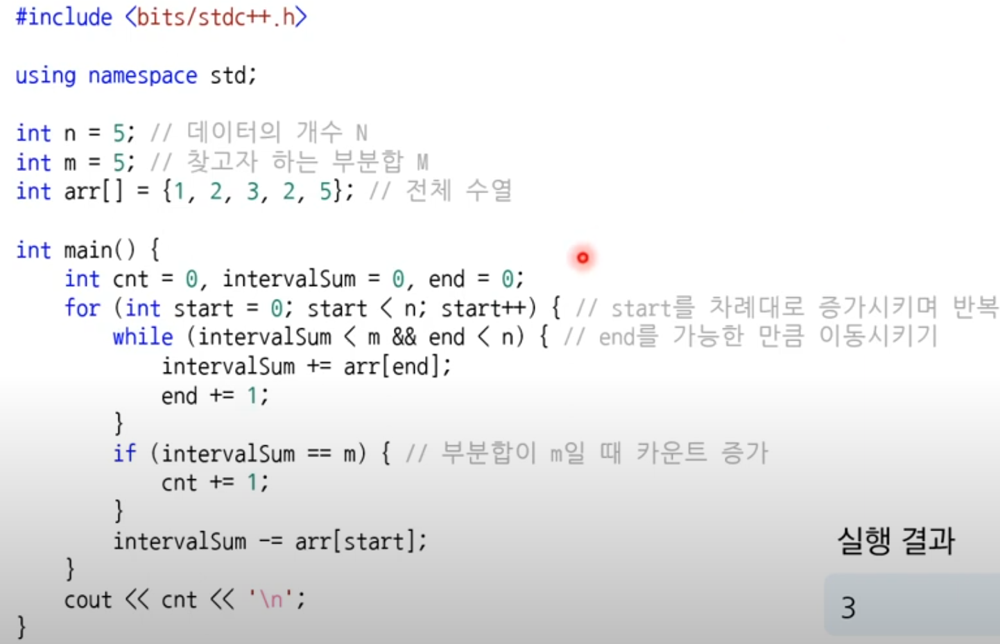 #include <bits/stdc++.h>
using namespace std;
int n = 5; // 데이터의 개수 N
int m = 5; // 찾고자 하는 부분합 M
int arr[] = {1, 2, 3, 2, 5}; // 전체 수열
int main() {
    int cnt = 0, intervalSum = 0, end = 0;
    for (int start = 0; start < n; start++) { // start를 차례대로 증가시키며 반복
        while (intervalSum < m && end < n) { // end를 가능한 만큼 이동시키기
            intervalSum += arr[end];
            end += 1;
        }
        if (intervalSum == m) { // 부분합이 m일 때 카운트 증가
            cnt += 1;
        }
        intervalSum -= arr[start];
    }
    cout << cnt << '\n';
}
실행 결과
3